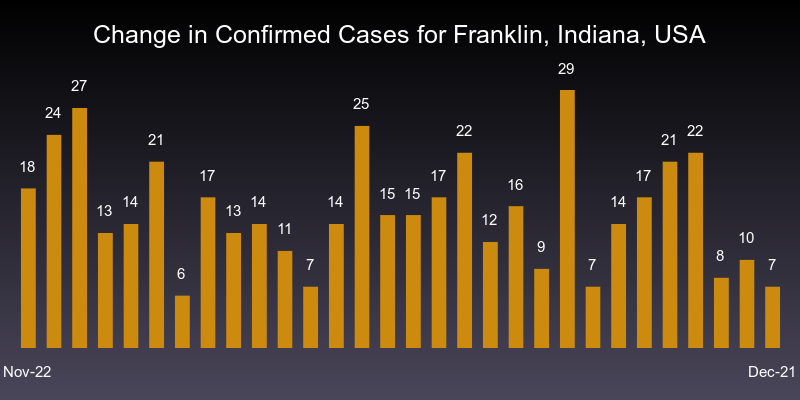 Change in Confirmed Cases for Franklin, Indiana, USA
18 24 27 13 14 21 6 17 13 14 11 7 14 25 15 15 17 22 12 16 9 29 7 14 17 21 22 8 10 7
Nov-22 Dec-21